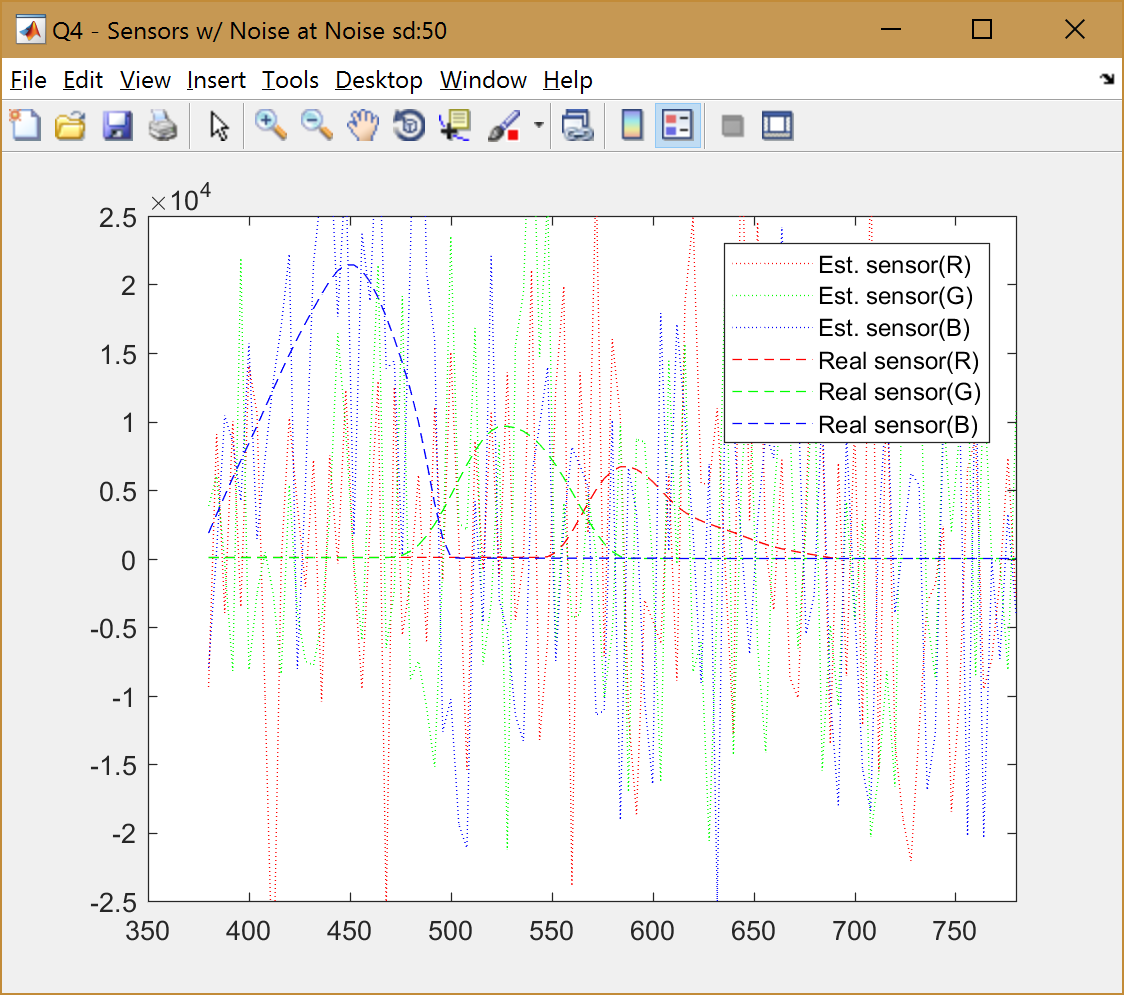 Q4 - Sensors w/ Noise at Noise sd:50
File Edit View Insert Tools Desktop Window Help
×10^4
2.5
2
1.5
1
0.5
0
-0.5
-1
-1.5
-2
-2.5
350 400 450 500 550 600 650 700 750
Est. sensor(R)
Est. sensor(G)
Est. sensor(B)
Real sensor(R)
Real sensor(G)
Real sensor(B)